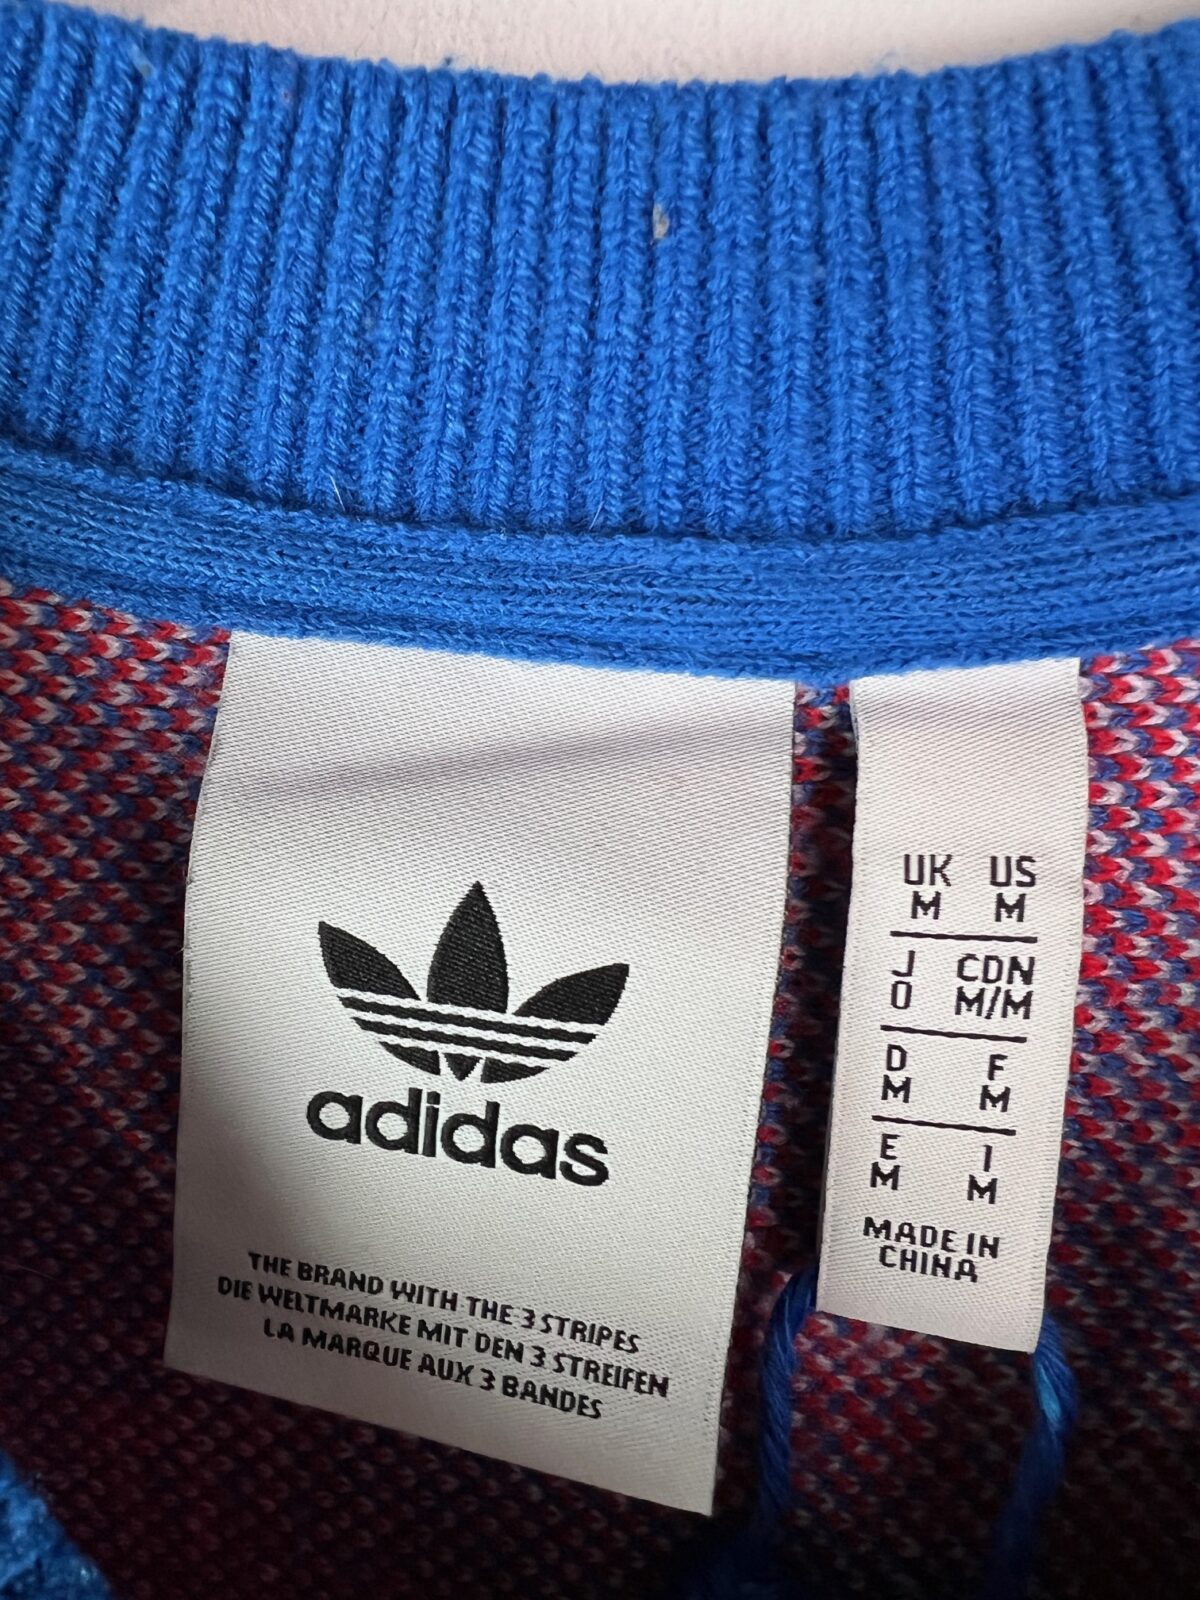 adidas
THE BRAND WITH THE 3 STRIPES
DIE WELTMARKE MIT DEN 3 STREIFEN
LA MARQUE AUX 3 BANDES
UK US
M M
J CDN
O M/M
D F
M M
E I
M M
MADE IN
CHINA